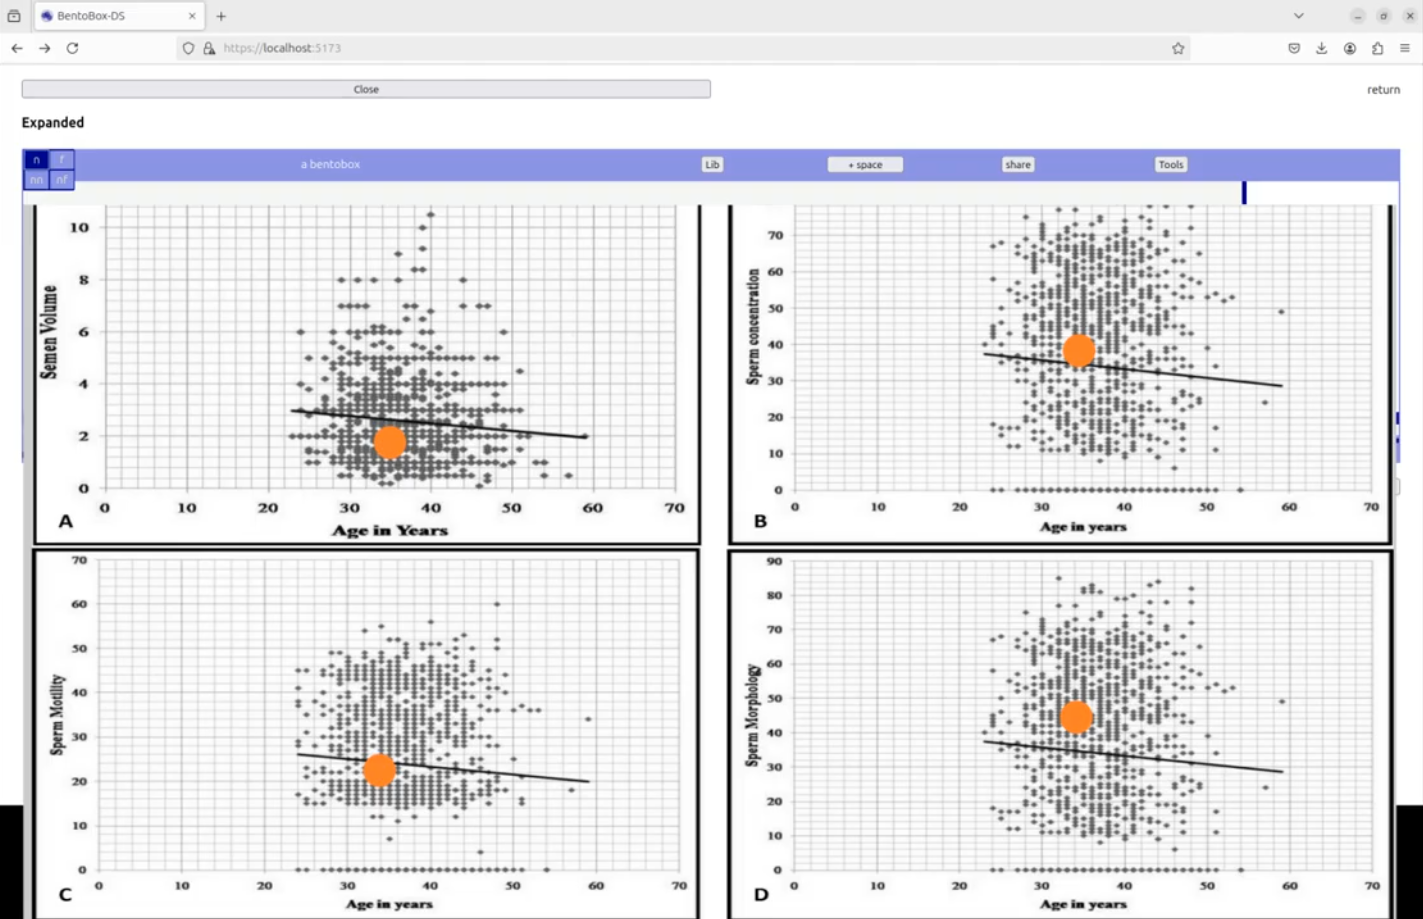 BentoBox-DS
https://localhost:5173
Close
return
Expanded
n f
nn nf
a bentobox
Lib
+ space
share
Tools
10
8
6
4
2
0
Semen Volume
0 10 20 30 40 50 60 70
Age in Years
A
70
60
50
40
30
20
10
0
Sperm concentration
0 10 20 30 40 50 60 70
Age in years
B
70
60
50
40
30
20
10
0
Sperm Motility
0 10 20 30 40 50 60 70
Age in years
C
90
80
70
60
50
40
30
20
10
0
Sperm Morphology
0 10 20 30 40 50 60 70
Age in years
D